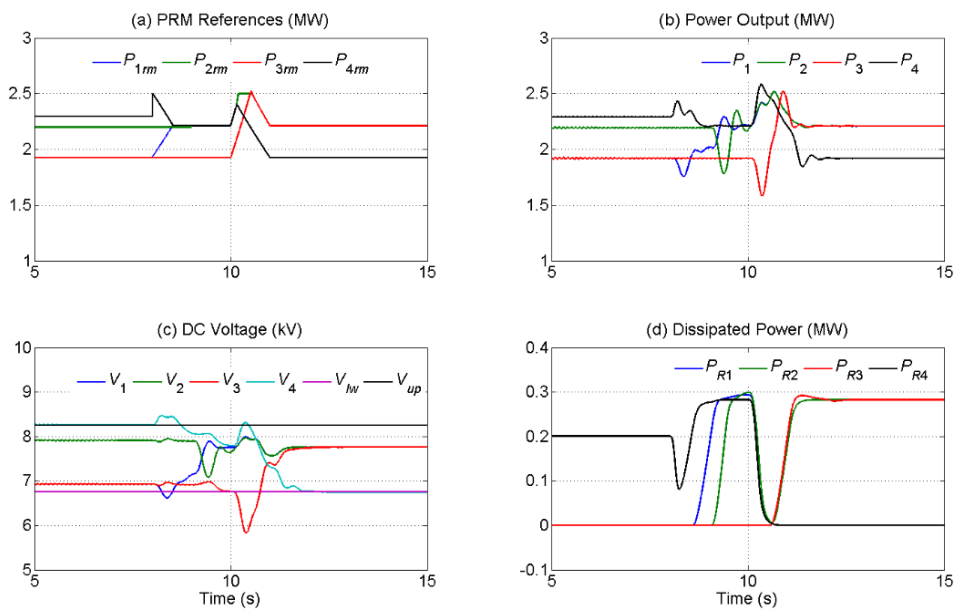 (a) PRM References (MW)
3
P1rm P2rm P3rm P4rm
2.5
2
1.5
1
5 10 15
(b) Power Output (MW)
3
P1 P2 P3 P4
2.5
2
1.5
1
5 10 15
(c) DC Voltage (kV)
10
V1 V2 V3 V4 Vlw Vup
9
8
7
6
5
5 10 15
Time (s)
(d) Dissipated Power (MW)
0.4
PR1 PR2 PR3 PR4
0.3
0.2
0.1
0
-0.1
5 10 15
Time (s)